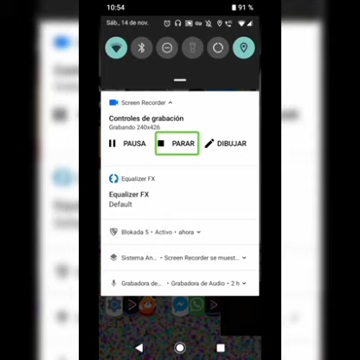 10:54
91 %
Sáb., 14 de nov.
Screen Recorder
Controles de grabación
Grabando 240x426
PAUSA
PARAR
DIBUJAR
Equalizer FX
Equalizer FX
Default
Blokada 5 • Activo • ahora
Sistema An… • Screen Recorder se muest…
Grabadora de… • Grabadora de Audio • 2 h